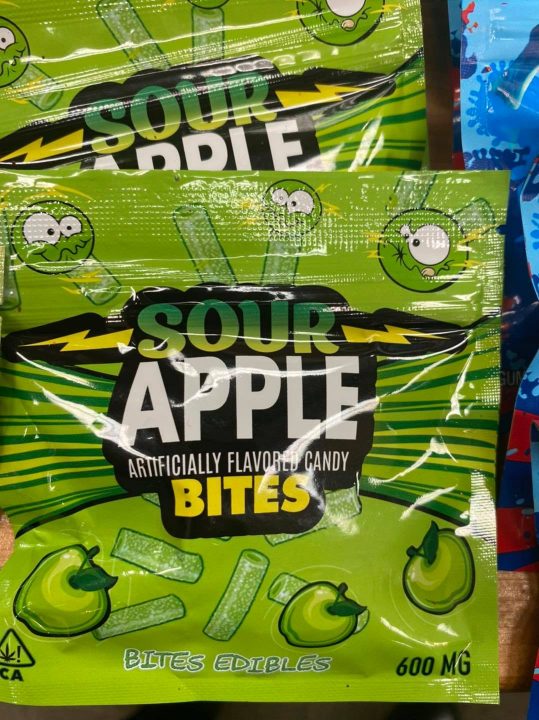 SOUR
APPLE
SOUR
APPLE
ARTIFICIALLY FLAVORED CANDY
BITES
BITES EDIBLES
CA
600 MG